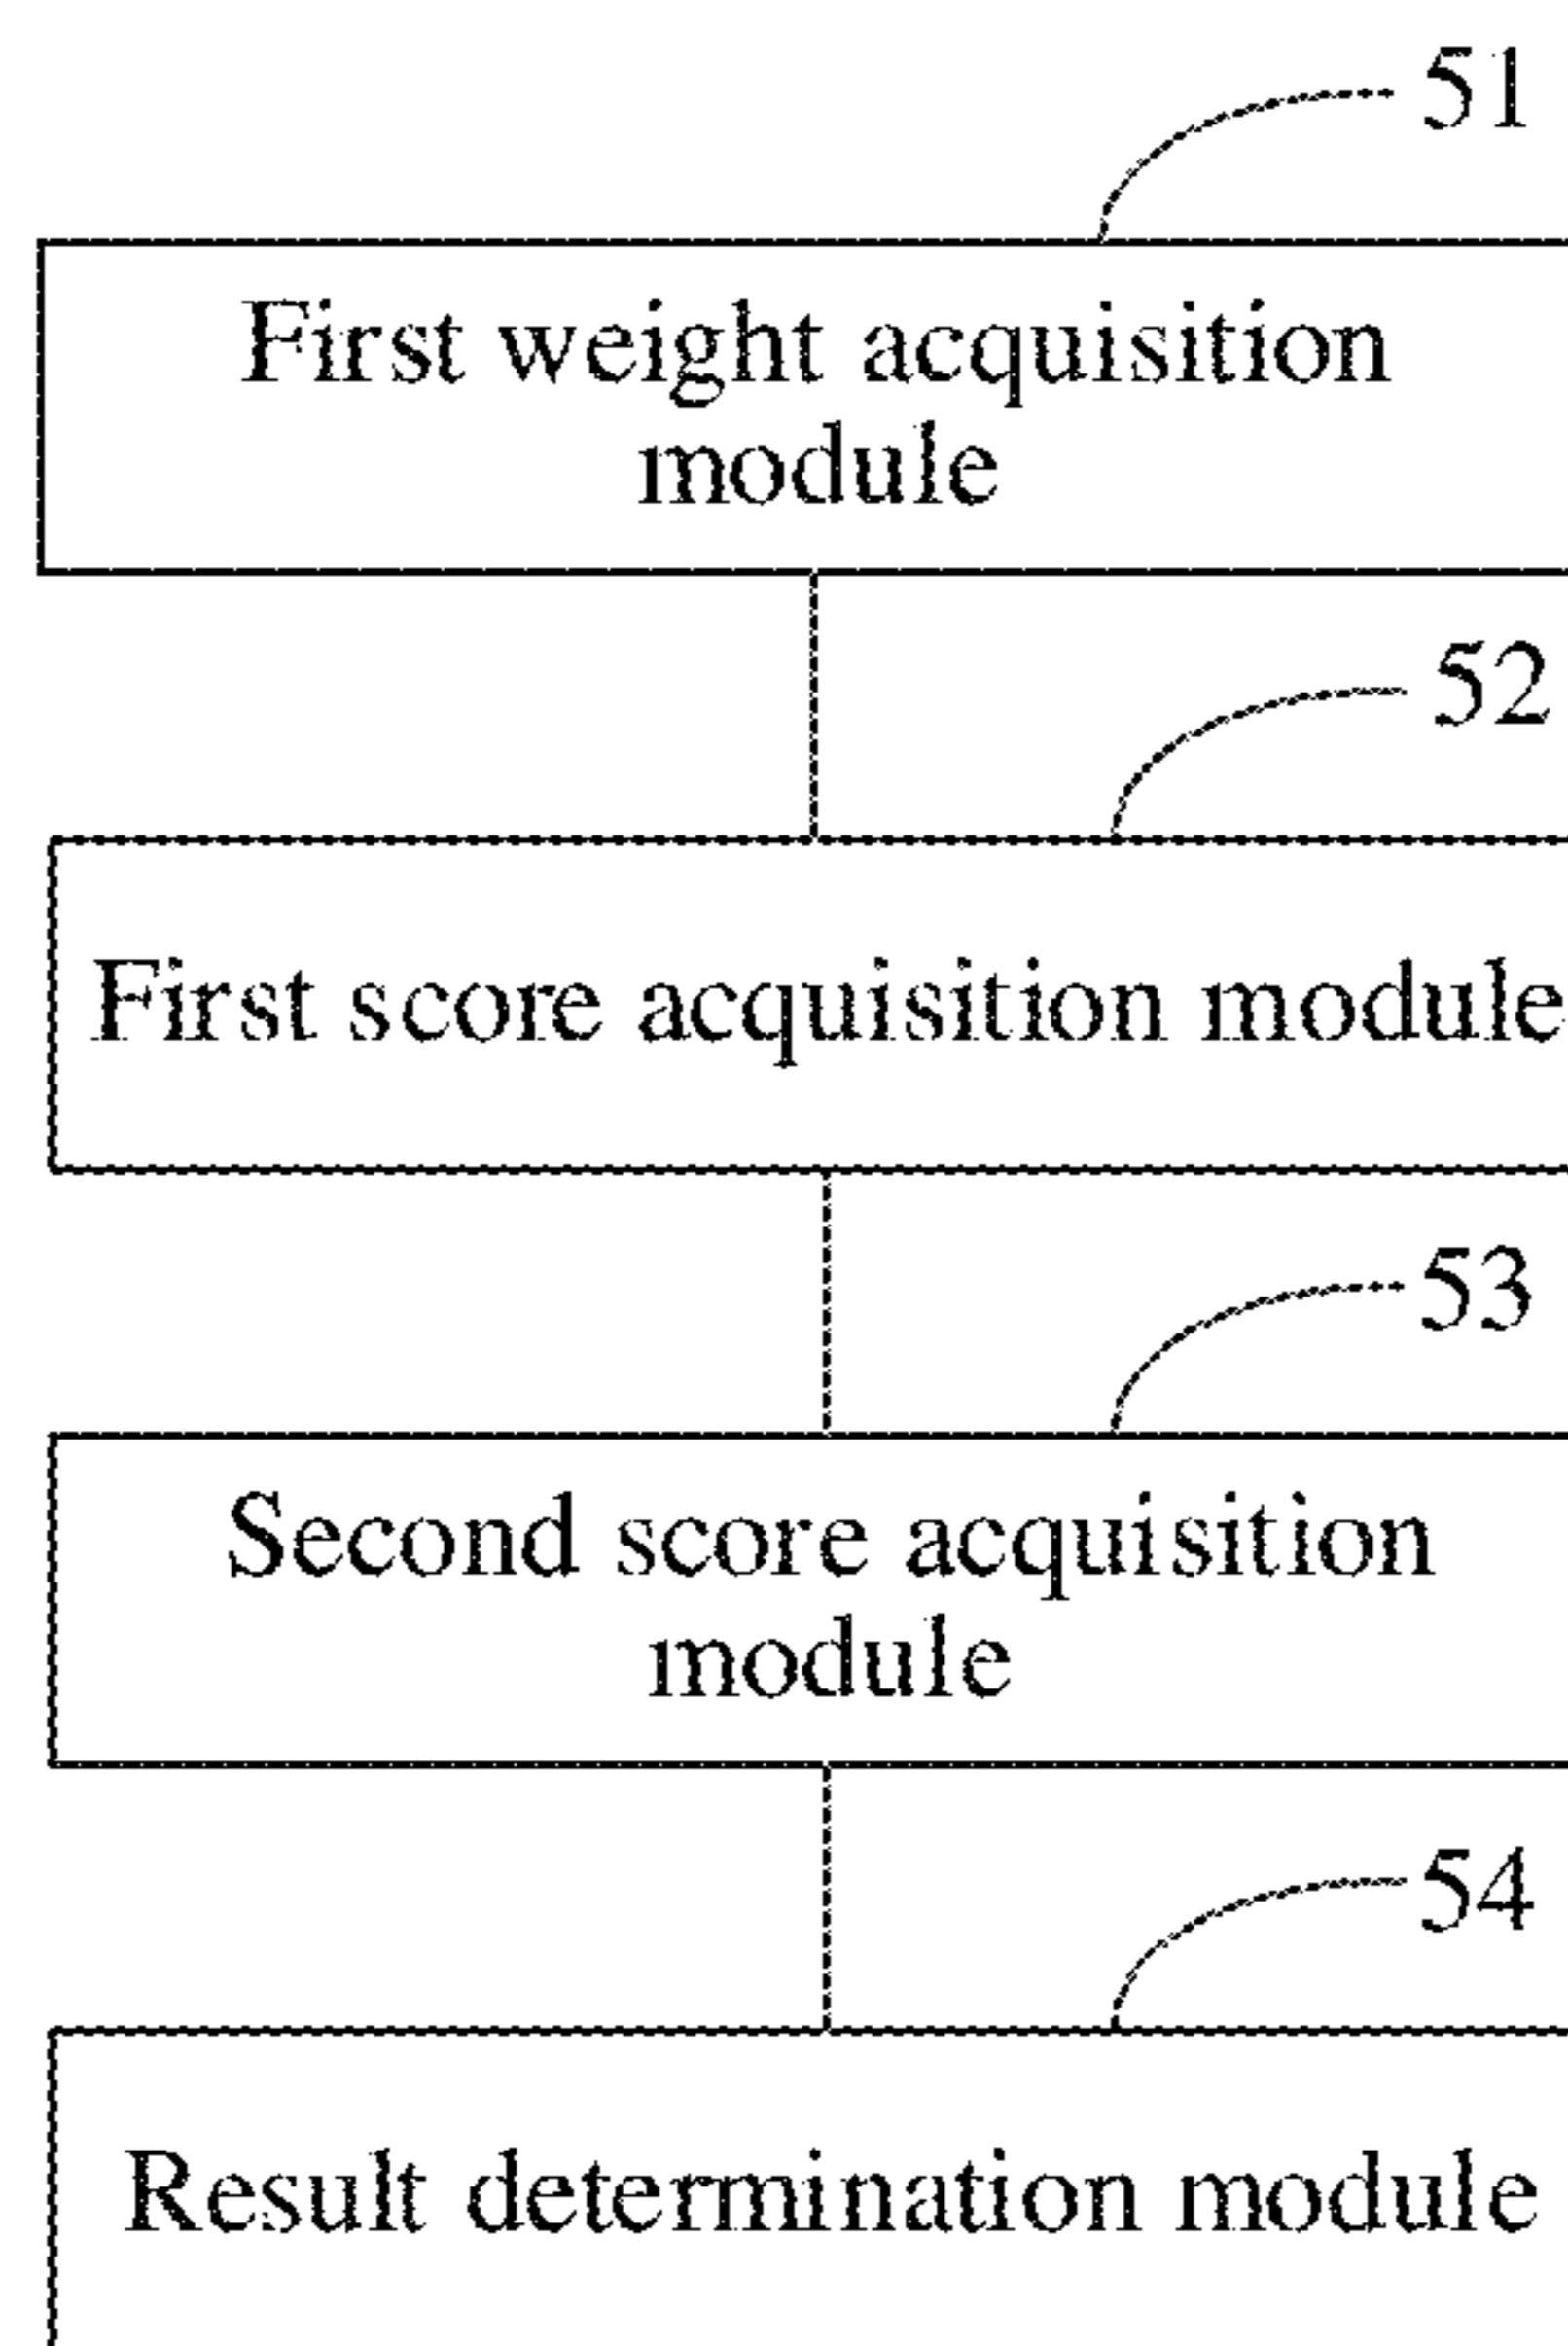 51
First weight acquisition
module
52
First score acquisition module
53
Second score acquisition
module
54
Result determination module